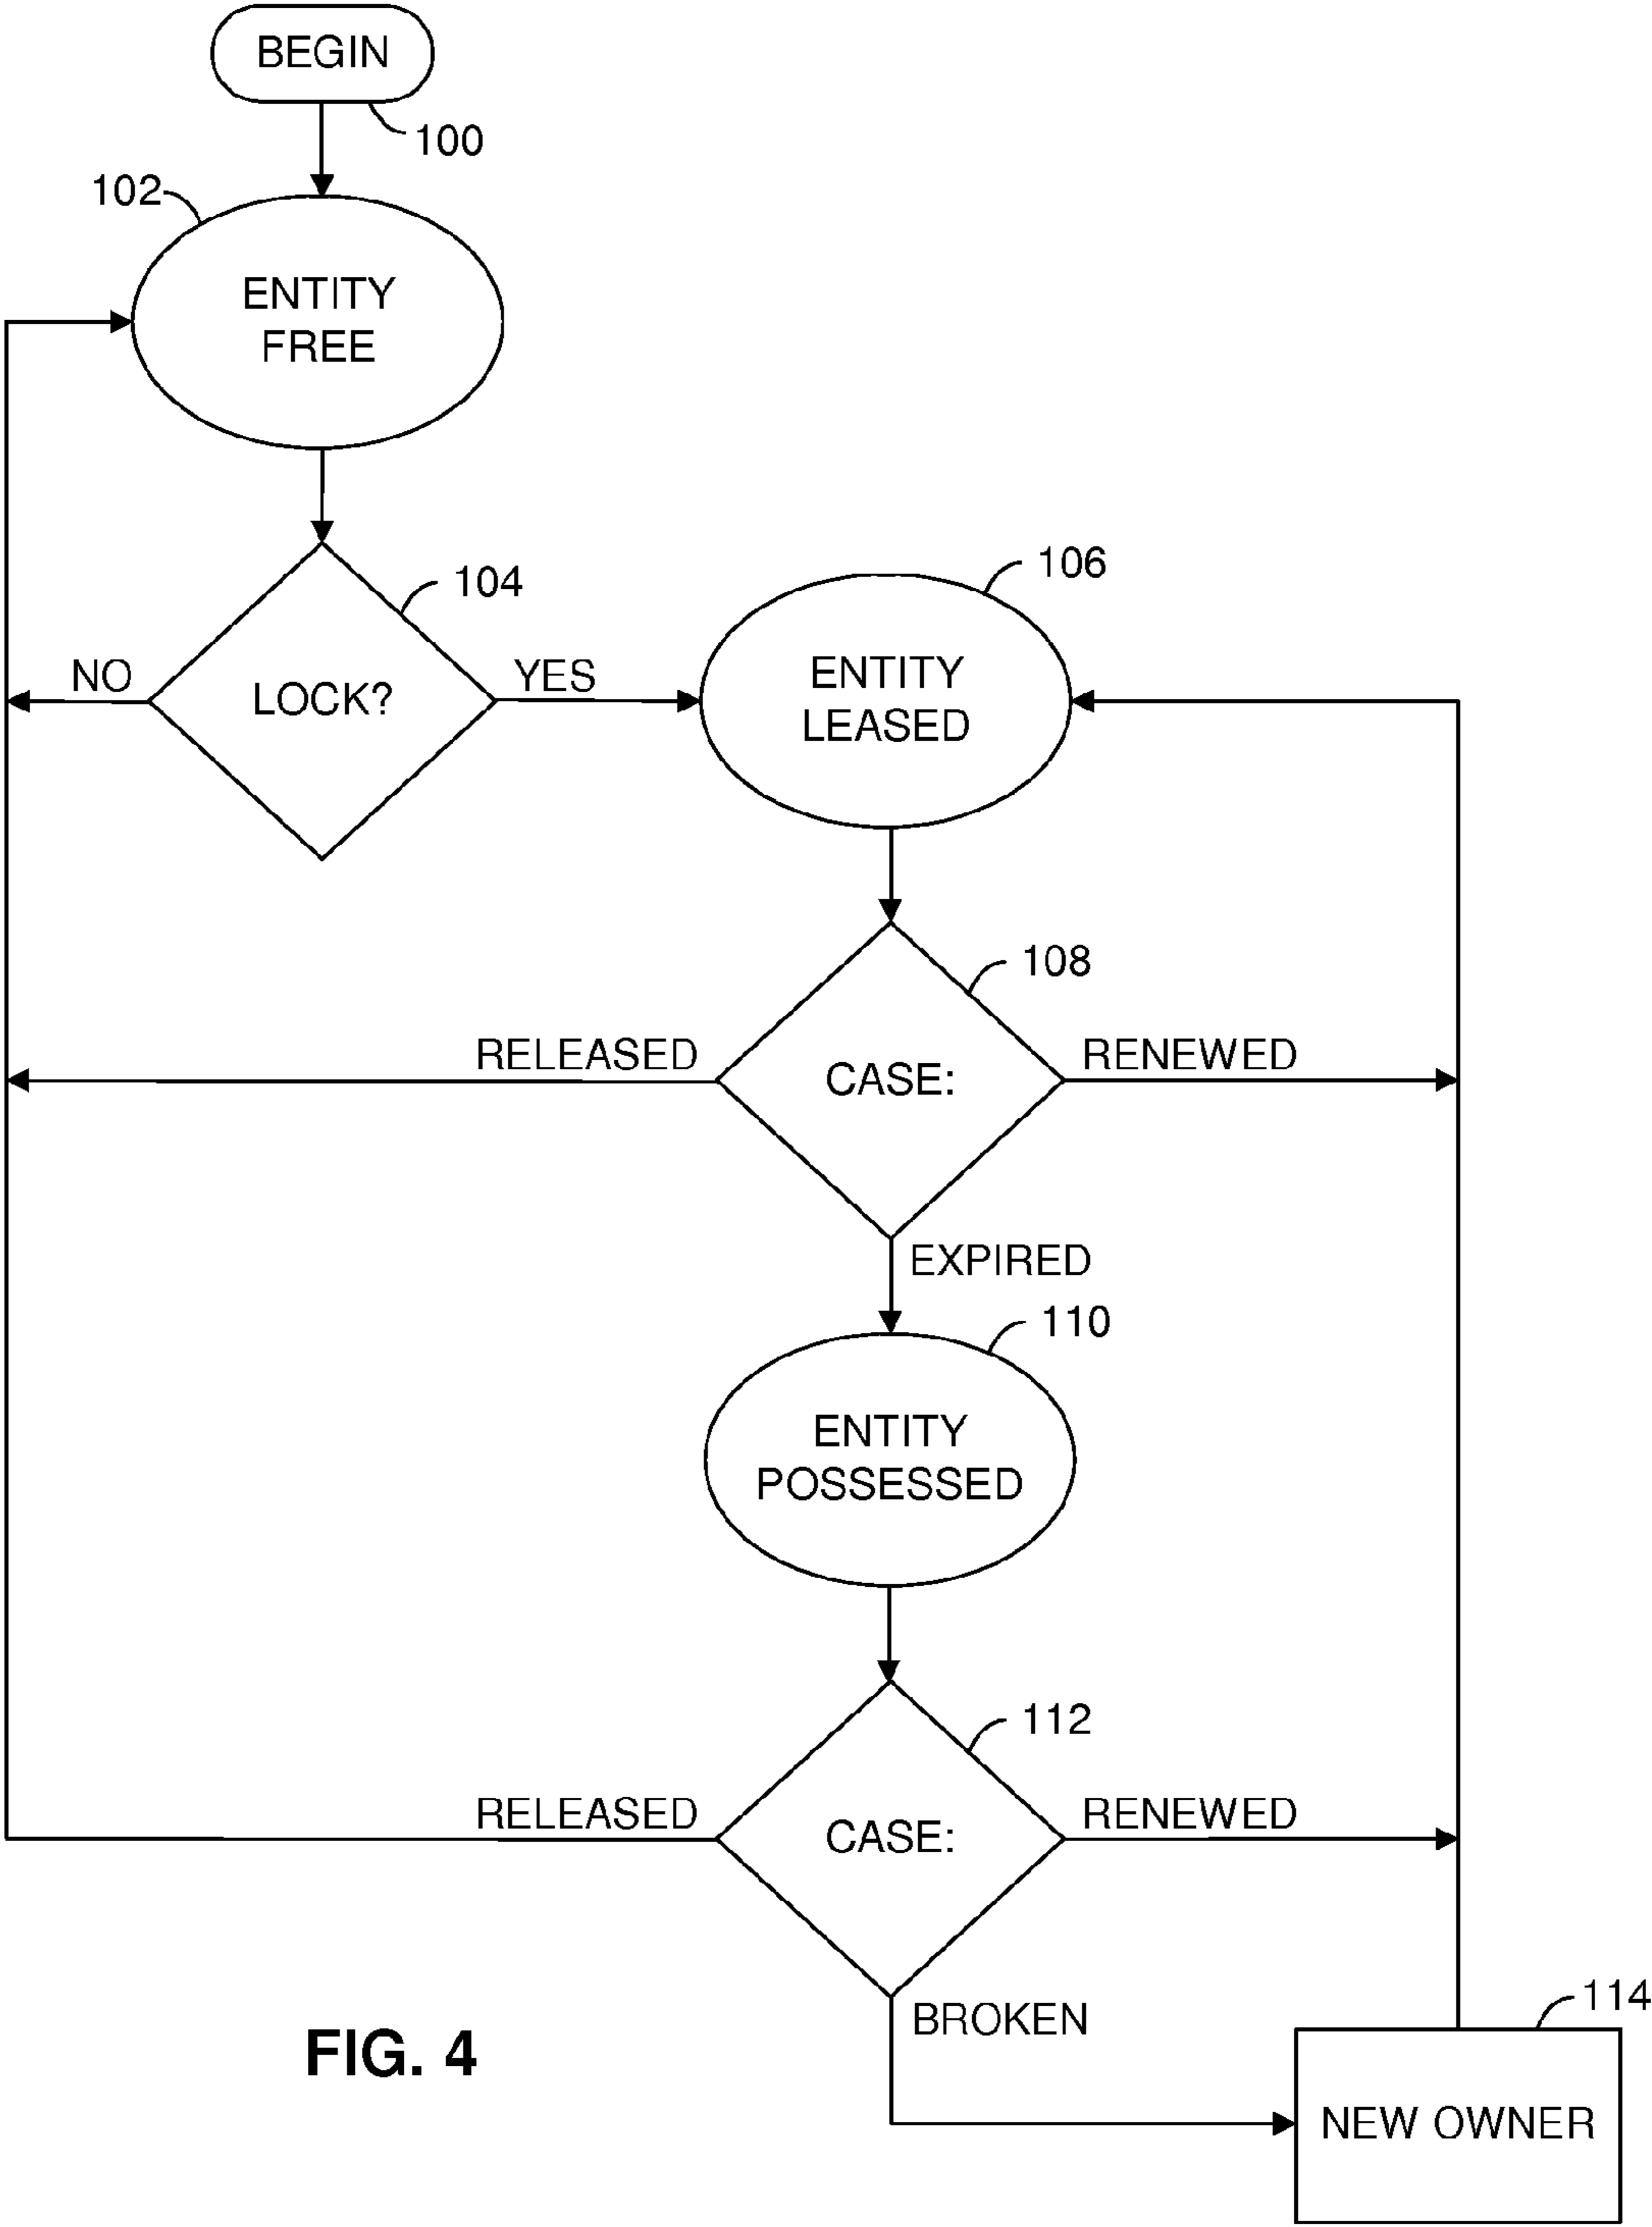 BEGIN
100
102
ENTITY
FREE
104
106
NO
LOCK?
YES
ENTITY
LEASED
108
RELEASED
CASE:
RENEWED
EXPIRED
110
ENTITY
POSSESSED
112
RELEASED
CASE:
RENEWED
BROKEN
114
FIG. 4
NEW OWNER